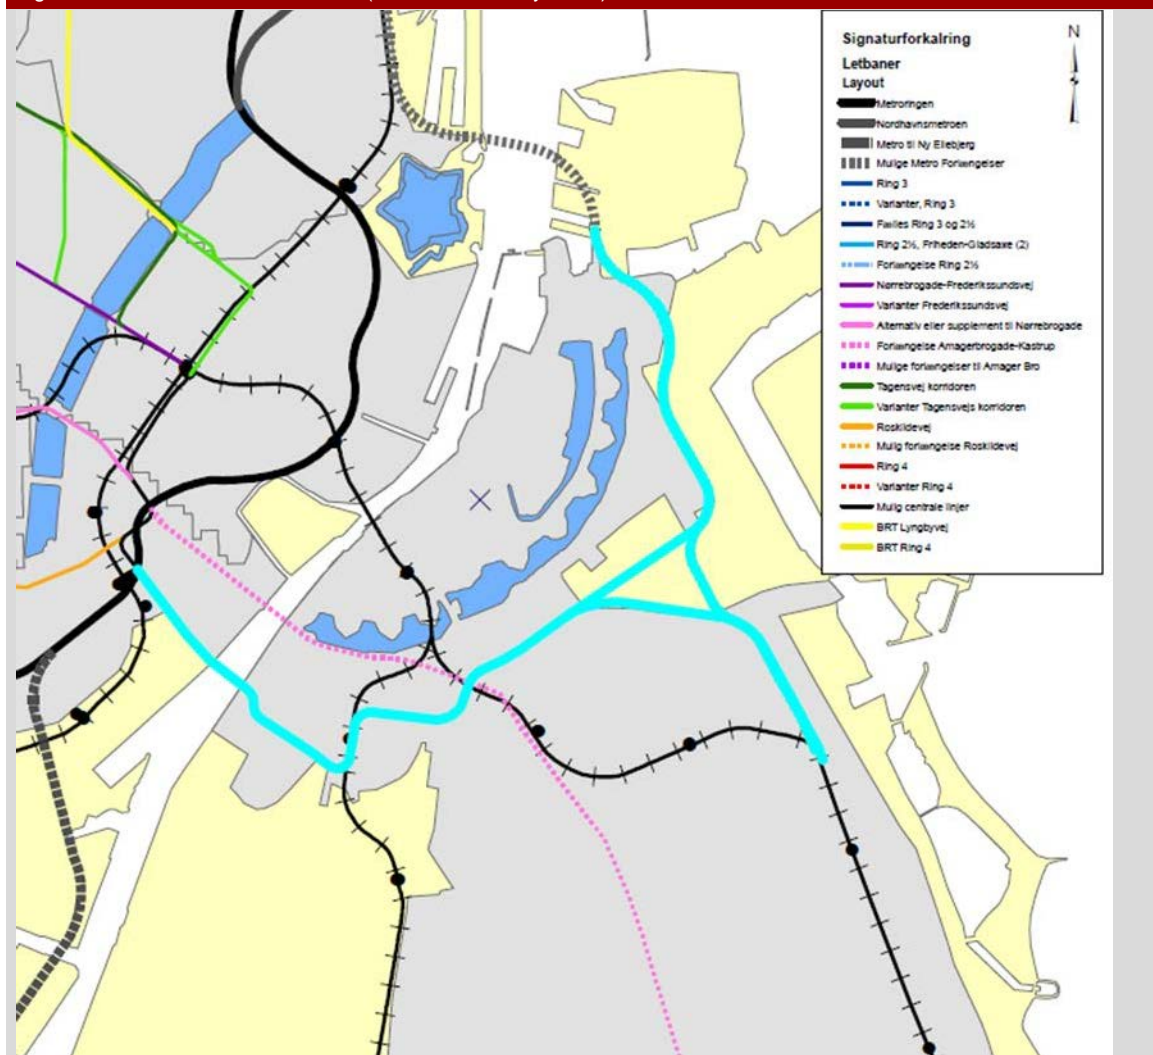 Signaturforkalring
N
Letbaner
Layout
Metroringen
Nordhavnsmetroen
Metro til Ny Ellebjerg
Mulige Metro Forlængelser
Ring 3
Varianter, Ring 3
Fælles Ring 3 og 2½
Ring 2½, Friheden-Gladsaxe (2)
Forlængelse Ring 2½
Nørrebrogade-Frederikssundsvej
Varianter Frederikssundsvej
Alternativ eller supplement til Nørrebrogade
Forlængelse Amagerbrogade-Kastrup
Mulige forlængelser til Amager Bro
Tagensvej korridoren
Varianter Tagensvejs korridoren
Roskildevej
Mulig forlængelse Roskildevej
Ring 4
Varianter Ring 4
Mulig centrale linjer
BRT Lyngbyvej
BRT Ring 4